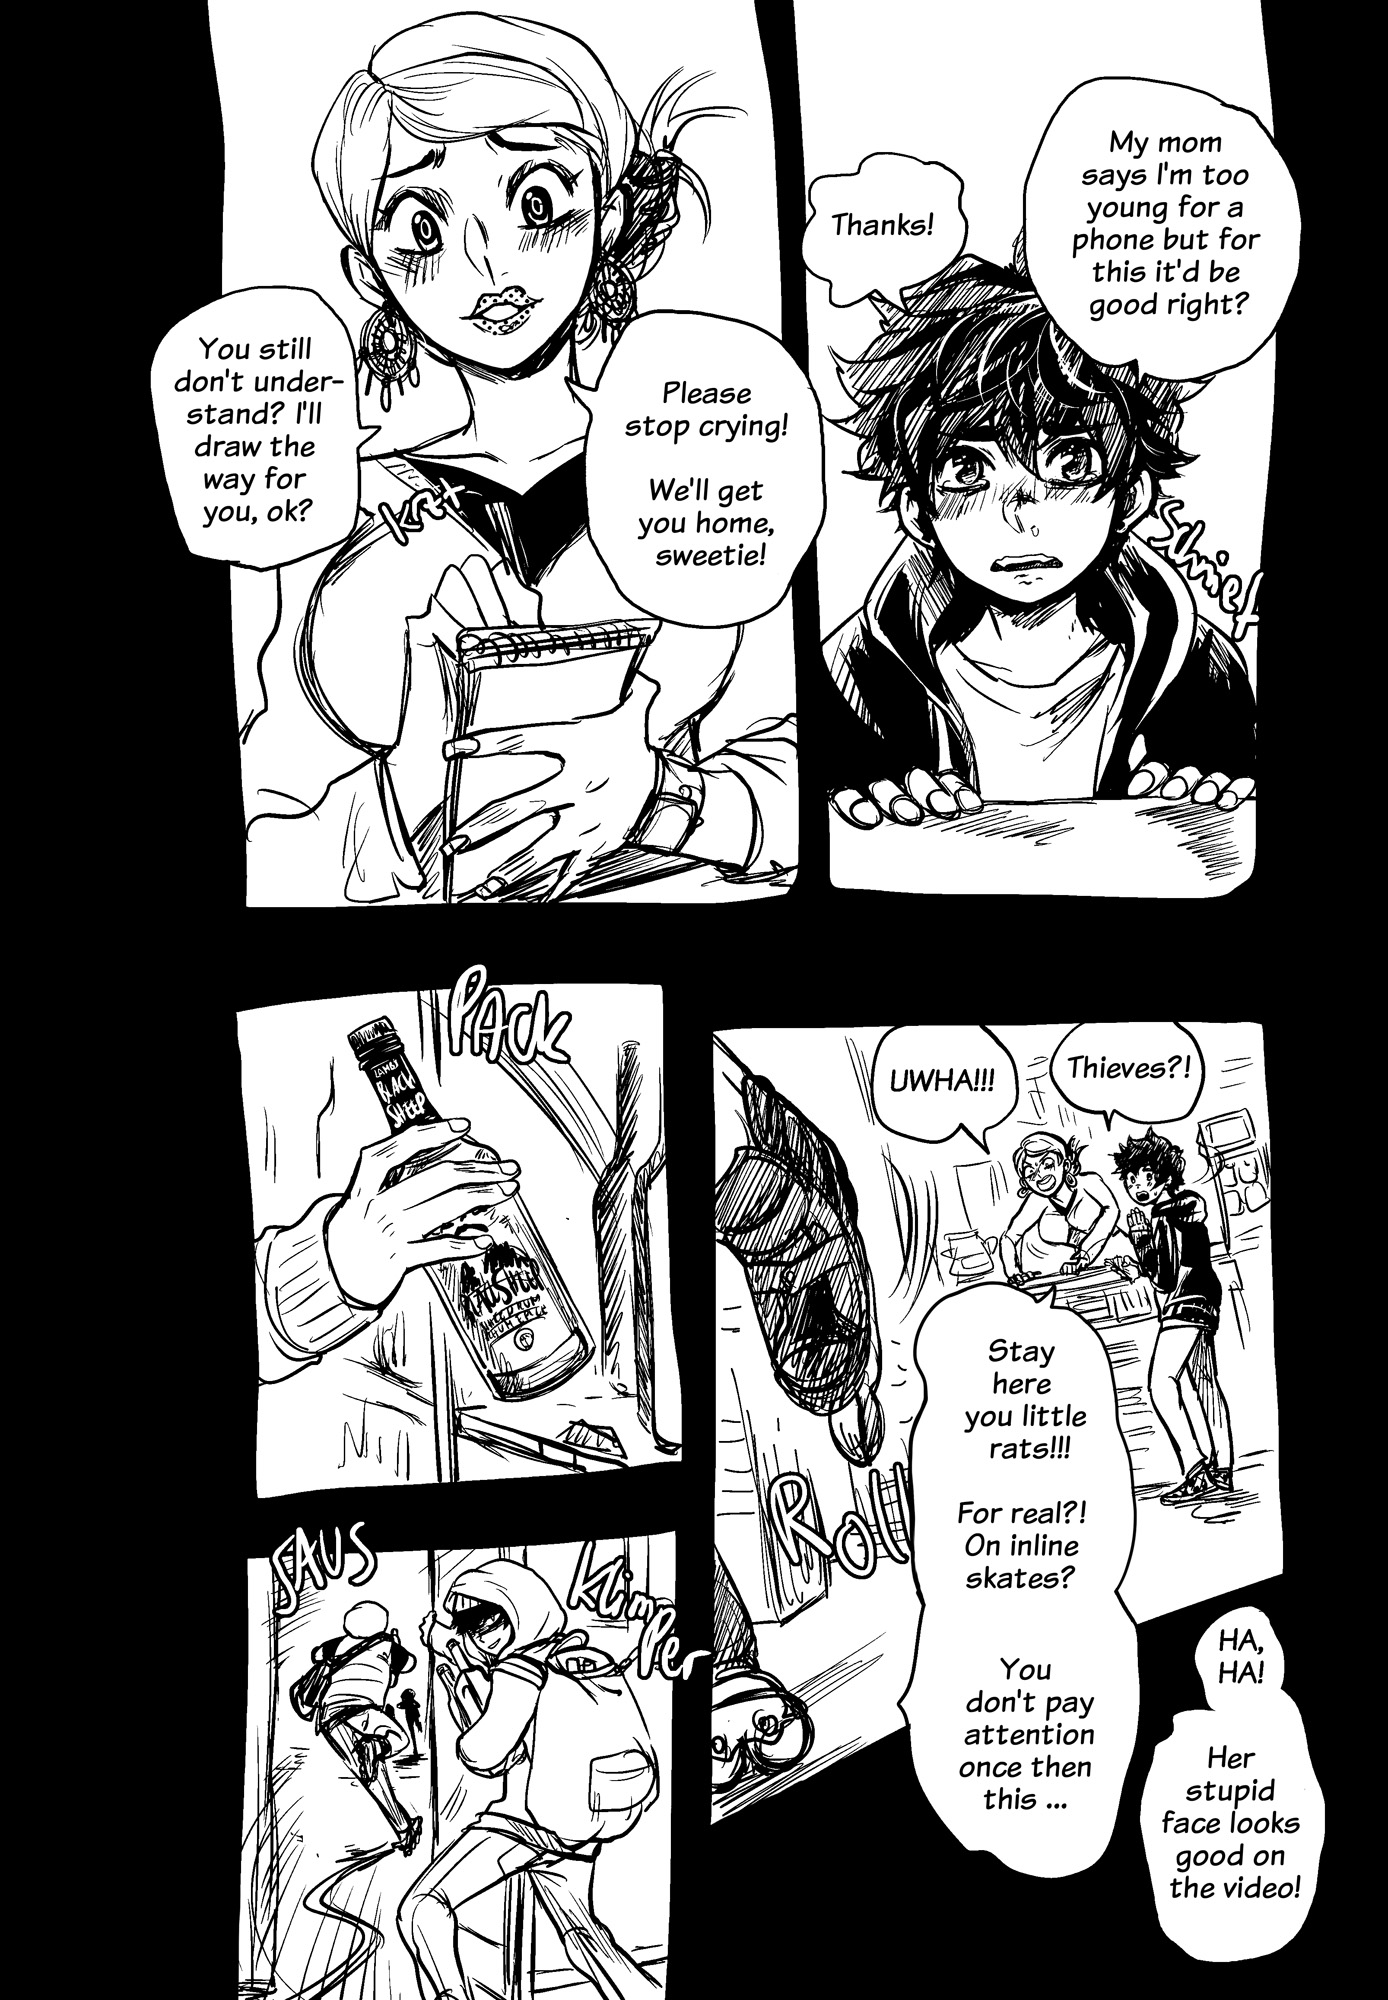 You still
don't under-
stand? I'll
draw the
way for
you, ok?
Please
stop crying!
We'll get
you home,
sweetie!
Kra+
Thanks!
My mom
says I'm too
young for a
phone but for
this it'd be
good right?
Schnief
PACK
BLACK
SHEEP
UWHA!!!
Thieves?!
Roll
Stay
here
you little
rats!!!
For real?!
On inline
skates?
You
don't pay
attention
once then
this ...
SAUS
Klimper
HA,
HA!
Her
stupid
face looks
good on
the video!